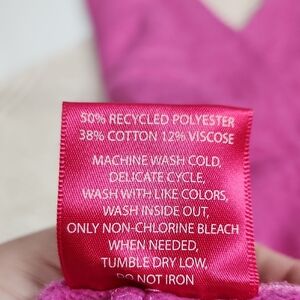 50% RECYCLED POLYESTER
38% COTTON 12% VISCOSE
MACHINE WASH COLD,
DELICATE CYCLE,
WASH WITH LIKE COLORS,
WASH INSIDE OUT,
ONLY NON-CHLORINE BLEACH
WHEN NEEDED,
TUMBLE DRY LOW,
DO NOT IRON